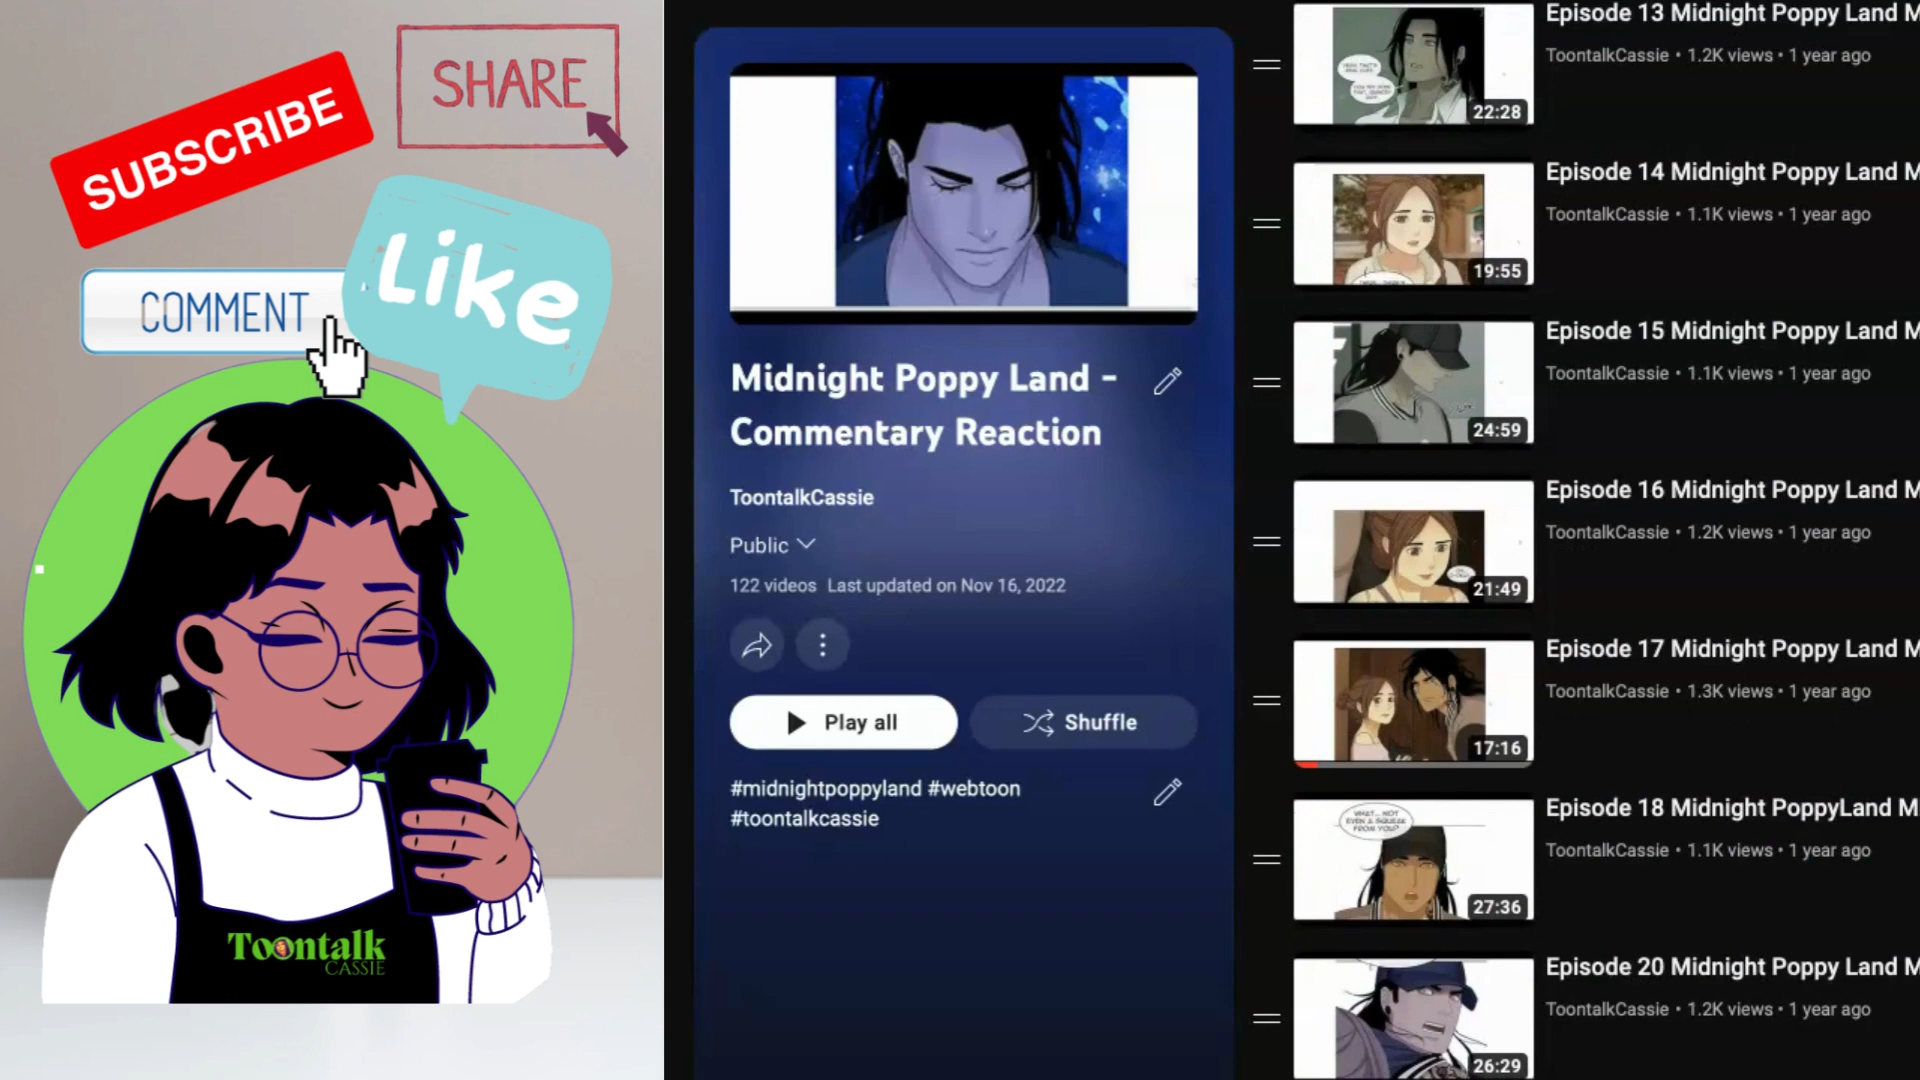 SUBSCRIBE
SHARE
COMMENT
Like
Toontalk
CASSIE
Midnight Poppy Land -
Commentary Reaction
ToontalkCassie
Public
122 videos Last updated on Nov 16, 2022
Play all
Shuffle
#midnightpoppyland #webtoon
#toontalkcassie
Episode 13 Midnight Poppy Land M
ToontalkCassie • 1.2K views • 1 year ago
22:28
Episode 14 Midnight Poppy Land M
ToontalkCassie • 1.1K views • 1 year ago
19:55
Episode 15 Midnight Poppy Land M
ToontalkCassie • 1.1K views • 1 year ago
24:59
Episode 16 Midnight Poppy Land M
ToontalkCassie • 1.2K views • 1 year ago
21:49
Episode 17 Midnight Poppy Land M
ToontalkCassie • 1.3K views • 1 year ago
17:16
Episode 18 Midnight PoppyLand M
ToontalkCassie • 1.1K views • 1 year ago
WHAT... NOT
EVEN A SQUEAK
FROM YOU?
27:36
Episode 20 Midnight Poppy Land M
ToontalkCassie • 1.2K views • 1 year ago
26:29